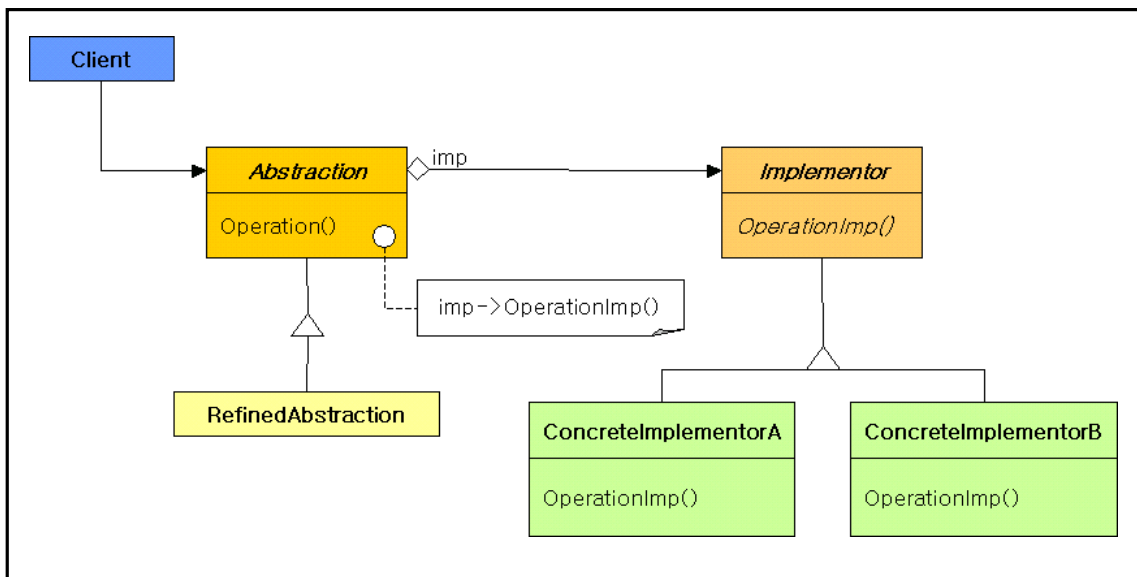 Client
Abstraction
imp
Implementor
Operation()
OperationImp()
imp->OperationImp()
RefinedAbstraction
ConcreteImplementorA
ConcreteImplementorB
OperationImp()
OperationImp()